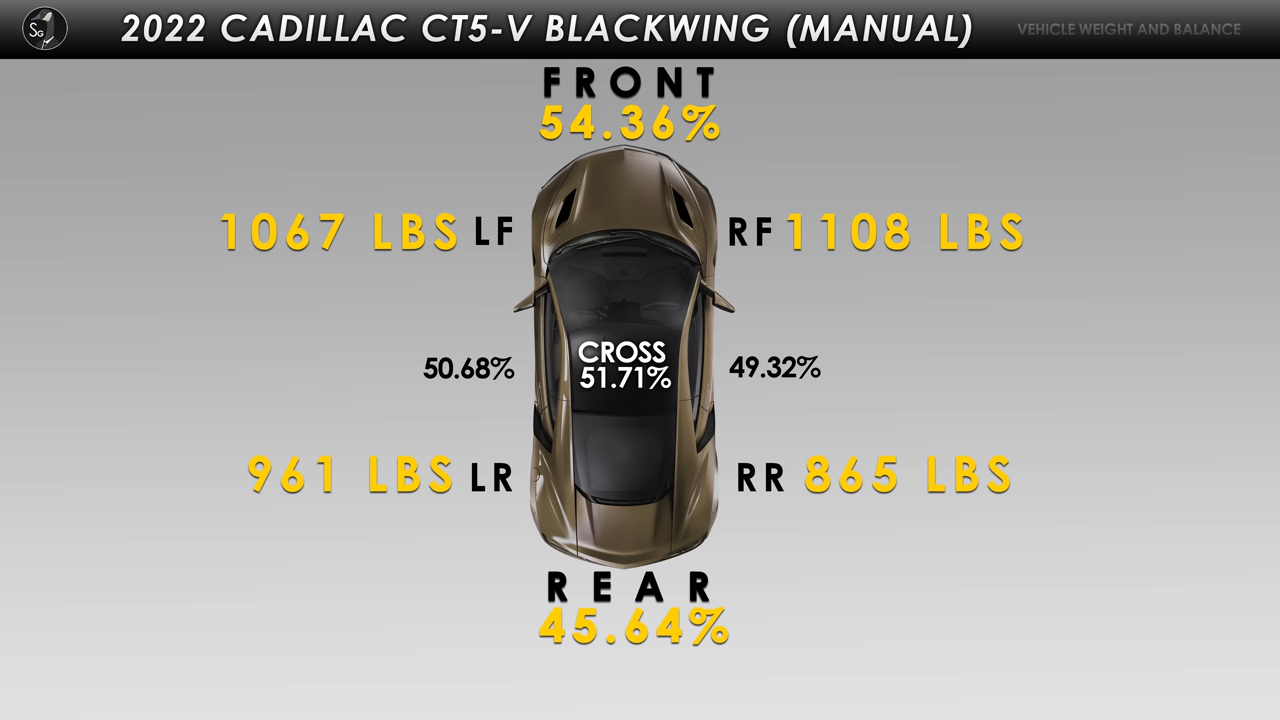 SG
2022 CADILLAC CT5-V BLACKWING (MANUAL)
VEHICLE WEIGHT AND BALANCE
FRONT
54.36%
1067 LBS LF
RF 1108 LBS
50.68%
CROSS
51.71%
49.32%
961 LBS LR
RR 865 LBS
REAR
45.64%